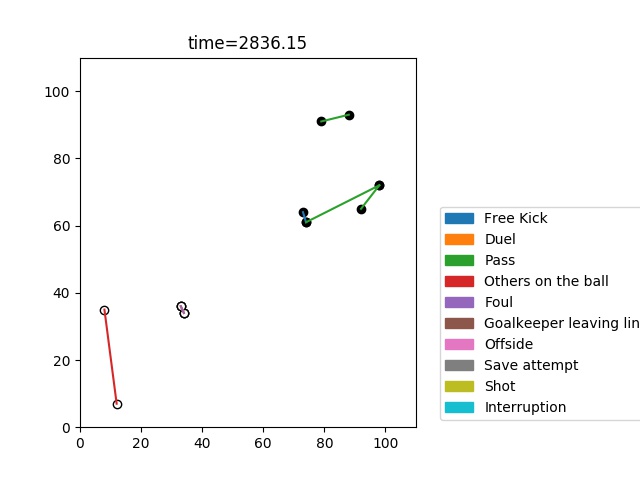 time=2836.15
100
80
60
40
20
0
0 20 40 60 80 100
Free Kick
Duel
Pass
Others on the ball
Foul
Goalkeeper leaving lin
Offside
Save attempt
Shot
Interruption